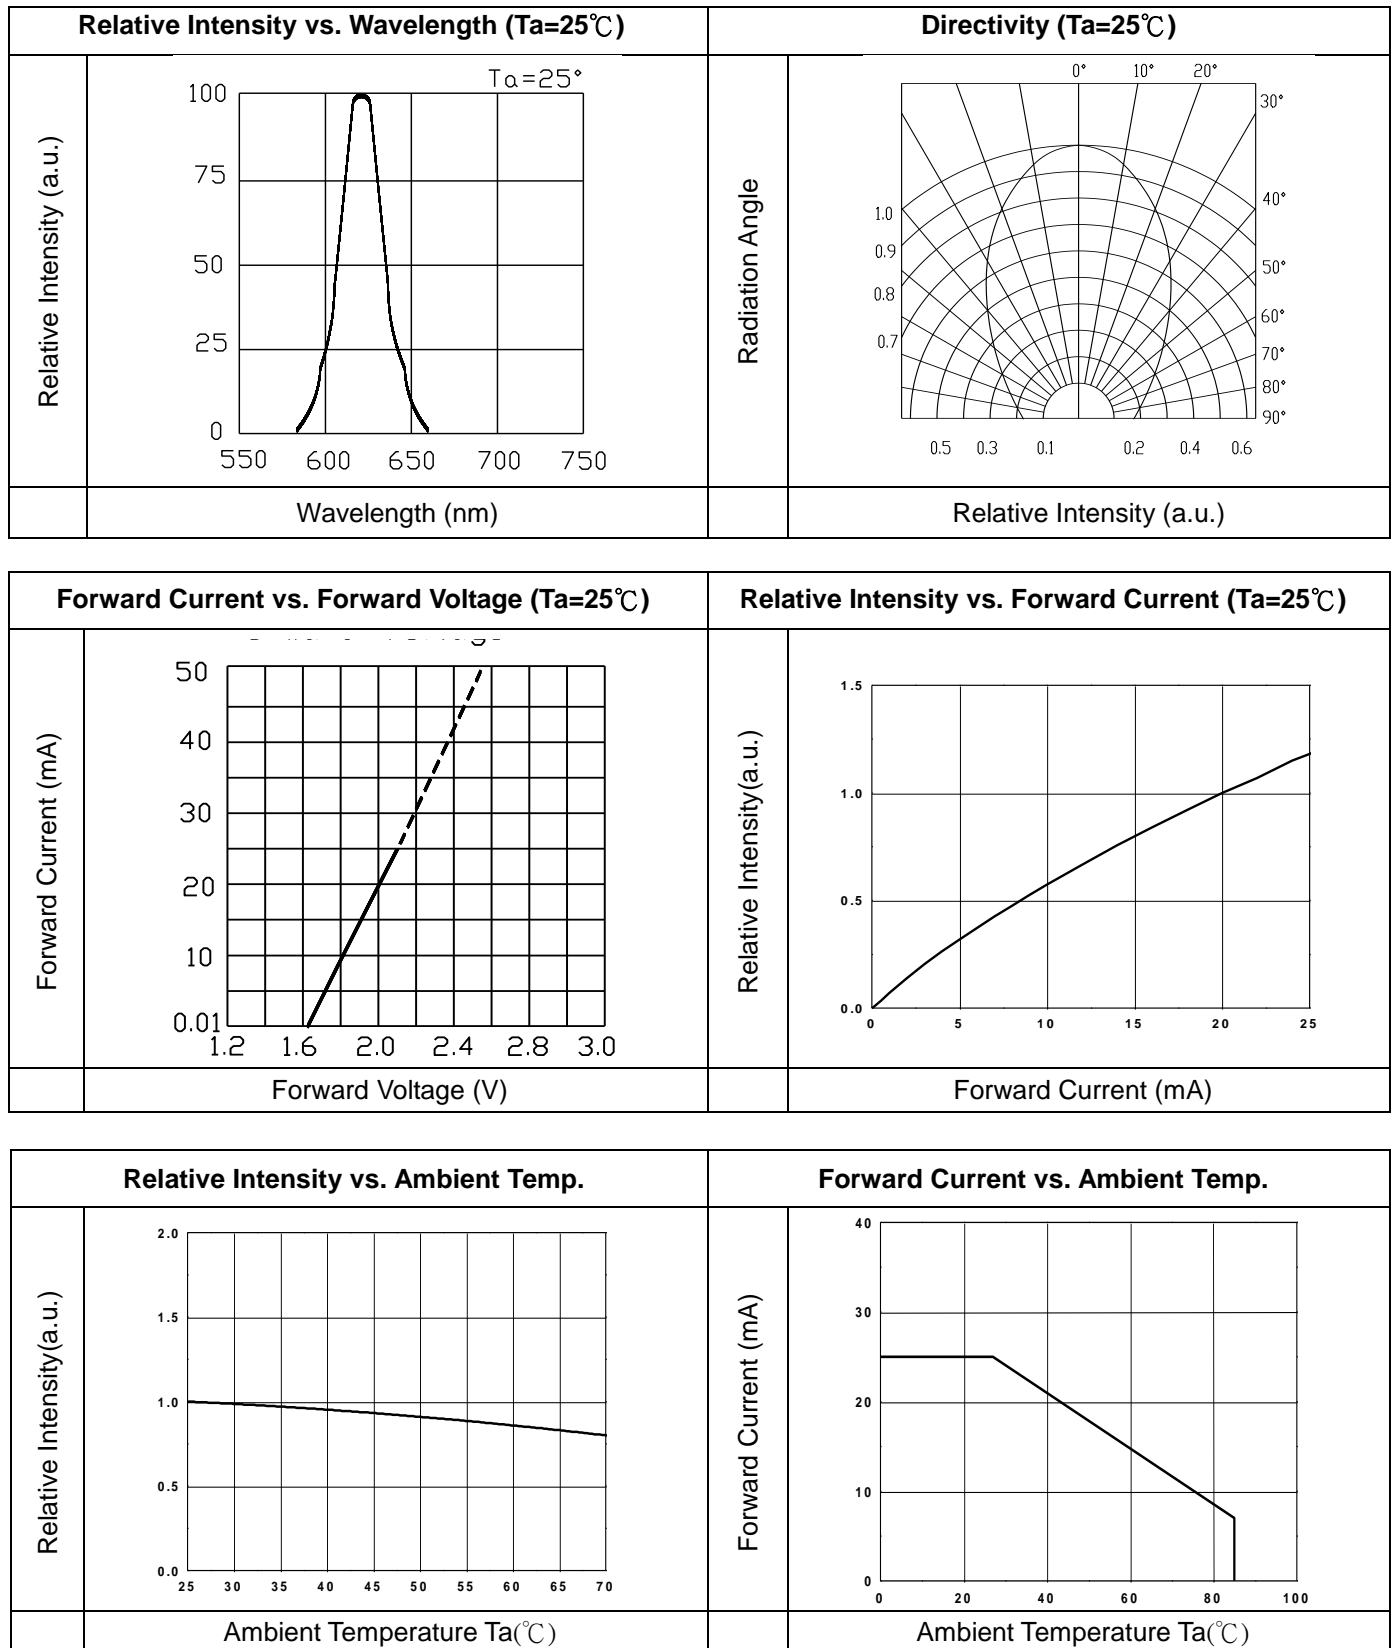 Relative Intensity vs. Wavelength (Ta=25℃)
Directivity (Ta=25℃)
Relative Intensity (a.u.)
Ta=25°
100
75
50
25
0
550 600 650 700 750
Wavelength (nm)
Radiation Angle
0° 10° 20°
30°
40°
50°
60°
70°
80°
90°
1.0
0.9
0.8
0.7
0.5 0.3 0.1 0.2 0.4 0.6
Relative Intensity (a.u.)
Forward Current vs. Forward Voltage (Ta=25℃)
Relative Intensity vs. Forward Current (Ta=25℃)
Forward Current (mA)
50
40
30
20
10
0.01
1.2 1.6 2.0 2.4 2.8 3.0
Forward Voltage (V)
Relative Intensity(a.u.)
1.5
1.0
0.5
0.0
0 5 10 15 20 25
Forward Current (mA)
Relative Intensity vs. Ambient Temp.
Forward Current vs. Ambient Temp.
Relative Intensity(a.u.)
2.0
1.5
1.0
0.5
0.0
25 30 35 40 45 50 55 60 65 70
Ambient Temperature Ta(℃)
Forward Current (mA)
40
30
20
10
0
0 20 40 60 80 100
Ambient Temperature Ta(℃)